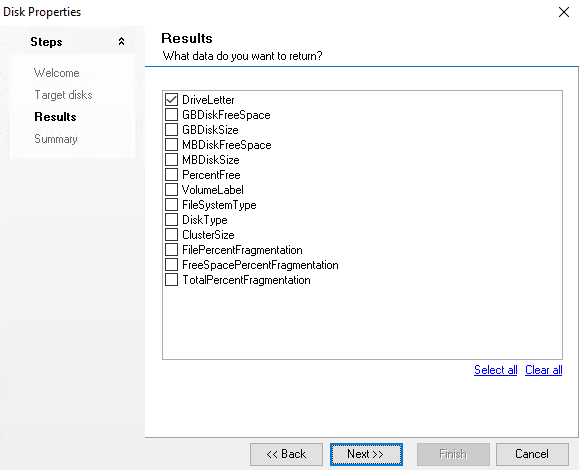 Disk Properties
Steps
Welcome
Target disks
Results
Summary
Results
What data do you want to return?
DriveLetter
GBDiskFreeSpace
GBDiskSize
MBDiskFreeSpace
MBDiskSize
PercentFree
VolumeLabel
FileSystemType
DiskType
ClusterSize
FilePercentFragmentation
FreeSpacePercentFragmentation
TotalPercentFragmentation
Select all Clear all
<< Back Next >> Finish Cancel